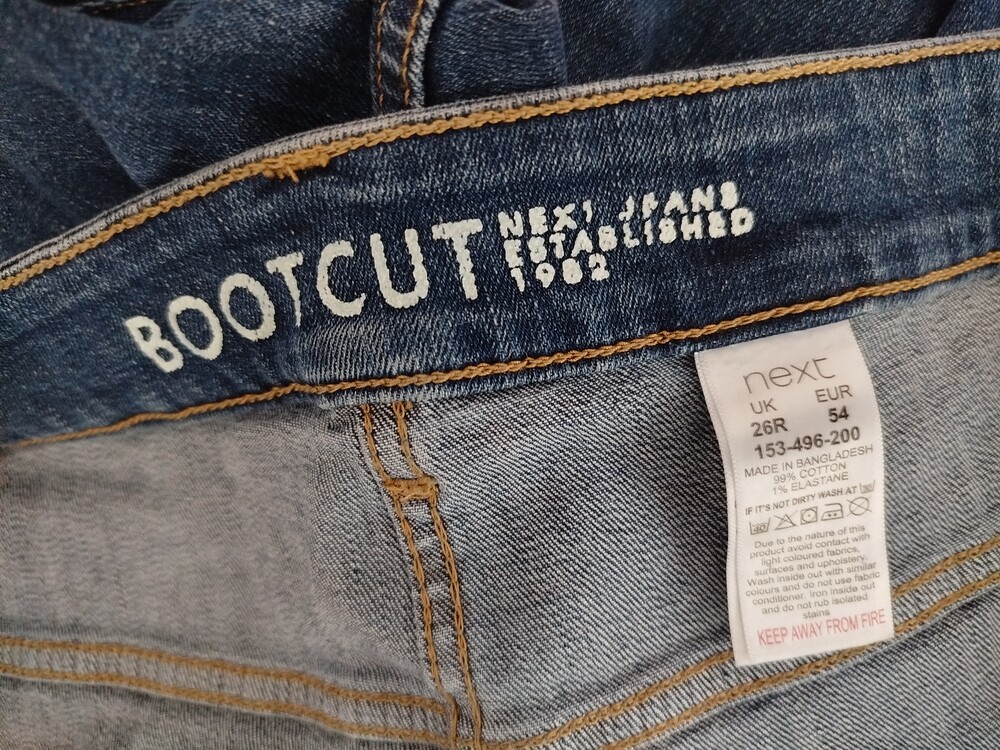 BOOTCUT
NEXT JEANS
ESTABLISHED
1982
next
UK EUR
26R 54
153-496-200
MADE IN BANGLADESH
99% COTTON
1% ELASTANE
IF IT'S NOT DIRTY WASH AT 30
40
Due to the nature of this
product avoid contact with
light coloured fabrics,
surfaces and upholstery.
Wash inside out with similar
colours and do not use fabric
conditioner. Iron inside out
and do not rub isolated
stains
KEEP AWAY FROM FIRE